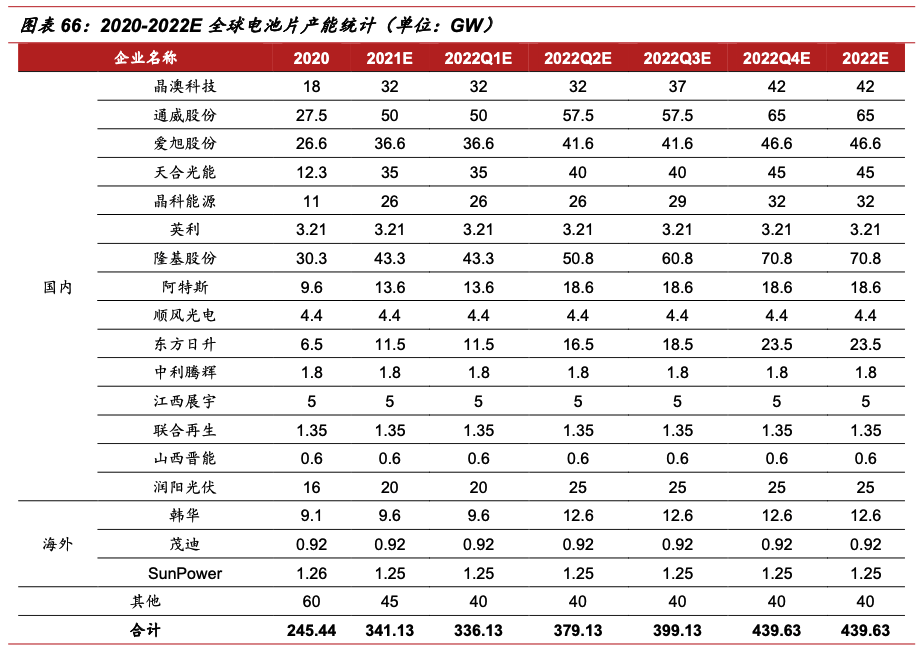 图表 66：2020-2022E 全球电池片产能统计（单位：GW）
企业名称 2020 2021E 2022Q1E 2022Q2E 2022Q3E 2022Q4E 2022E
晶澳科技 18 32 32 32 37 42 42
通威股份 27.5 50 50 57.5 57.5 65 65
爱旭股份 26.6 36.6 36.6 41.6 41.6 46.6 46.6
天合光能 12.3 35 35 40 40 45 45
晶科能源 11 26 26 26 29 32 32
英利 3.21 3.21 3.21 3.21 3.21 3.21 3.21
隆基股份 30.3 43.3 43.3 50.8 60.8 70.8 70.8
国内 阿特斯 9.6 13.6 13.6 18.6 18.6 18.6 18.6
顺风光电 4.4 4.4 4.4 4.4 4.4 4.4 4.4
东方日升 6.5 11.5 11.5 16.5 18.5 23.5 23.5
中利腾辉 1.8 1.8 1.8 1.8 1.8 1.8 1.8
江西展宇 5 5 5 5 5 5 5
联合再生 1.35 1.35 1.35 1.35 1.35 1.35 1.35
山西晋能 0.6 0.6 0.6 0.6 0.6 0.6 0.6
润阳光伏 16 20 20 25 25 25 25
韩华 9.1 9.6 9.6 12.6 12.6 12.6 12.6
海外 茂迪 0.92 0.92 0.92 0.92 0.92 0.92 0.92
SunPower 1.26 1.25 1.25 1.25 1.25 1.25 1.25
其他 60 45 40 40 40 40 40
合计 245.44 341.13 336.13 379.13 399.13 439.63 439.63